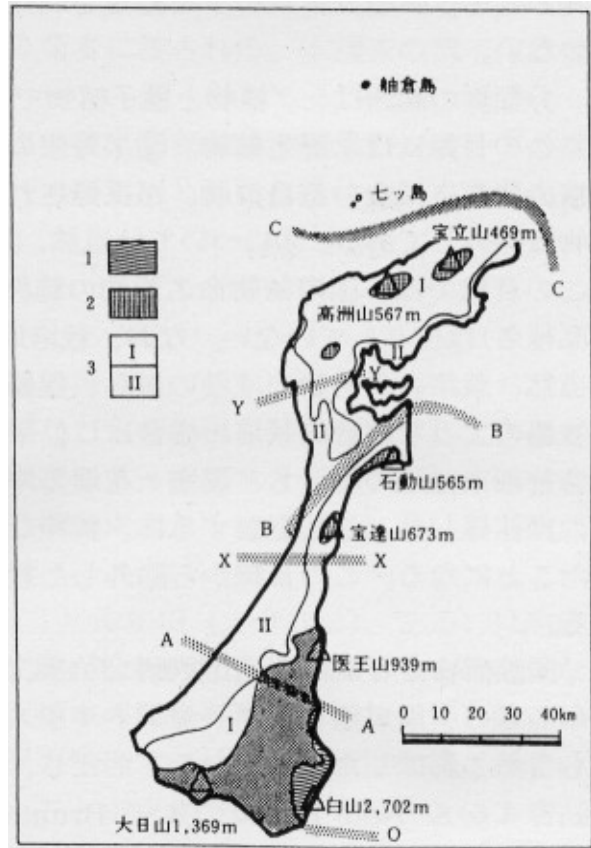 舳倉島
七ッ島
C
宝立山469m
C
1
I
2
高洲山567m
3
I
II
II
Y
Y
II
B
石動山565m
B
宝達山673m
X
X
A
II
医王山939m
I
A
0
10
20
30
40km
白山2,702m
大日山1,369m
O